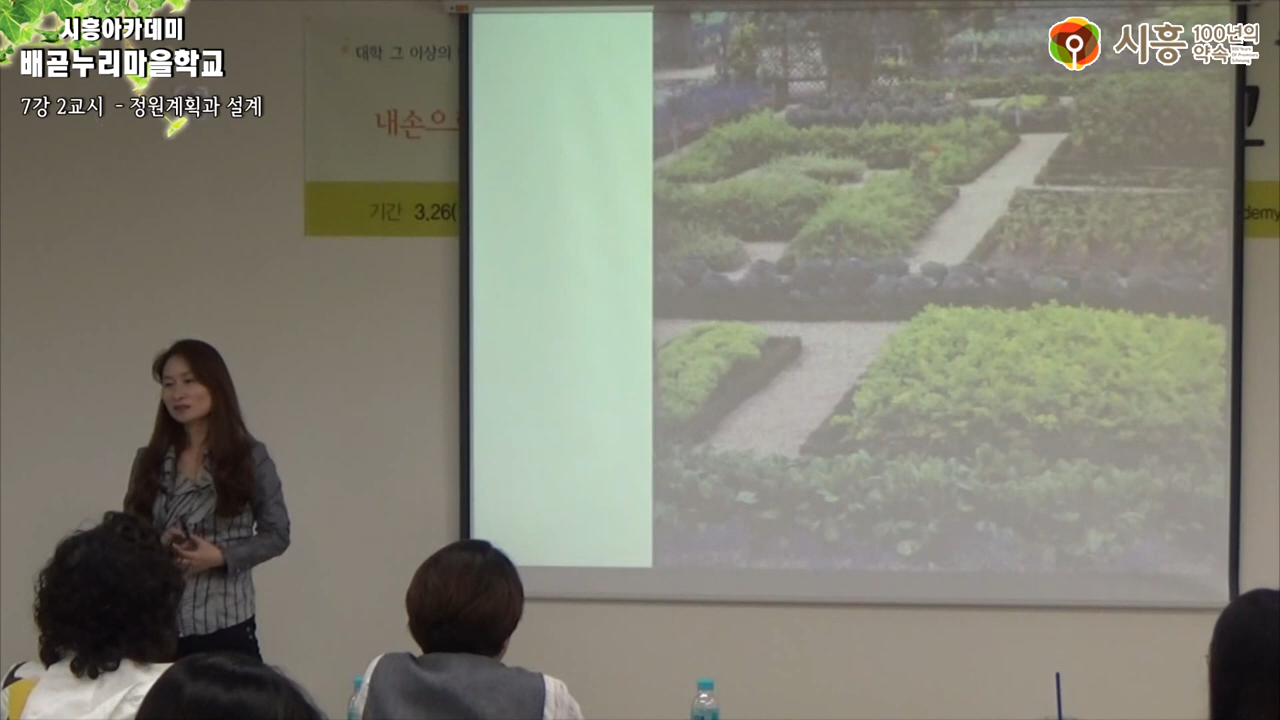 시흥아카데미
배곧누리마을학교
7강 2교시 - 정원계획과 설계
시흥 100년의
약속
대학 그 이상의
내손으로
기간 3.26(
demy